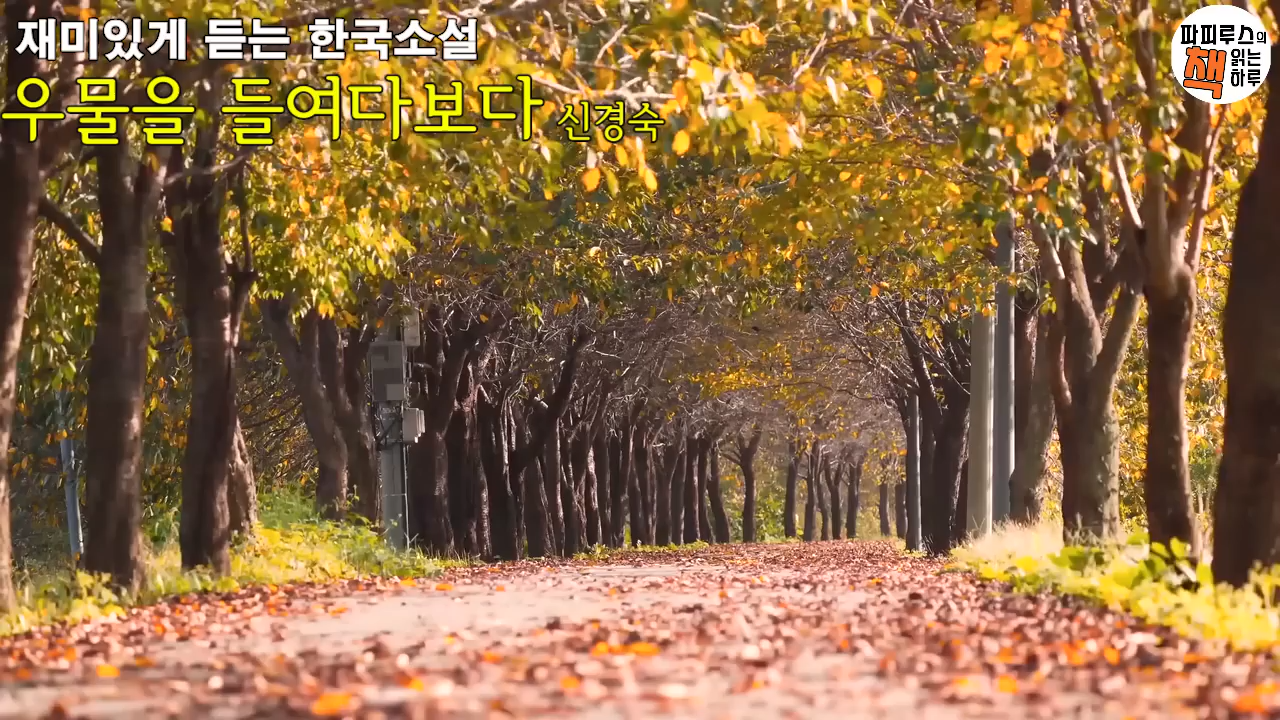 재미있게 듣는 한국소설
우물을 들여다보다 신경숙
파피루스의
책 읽는
하루